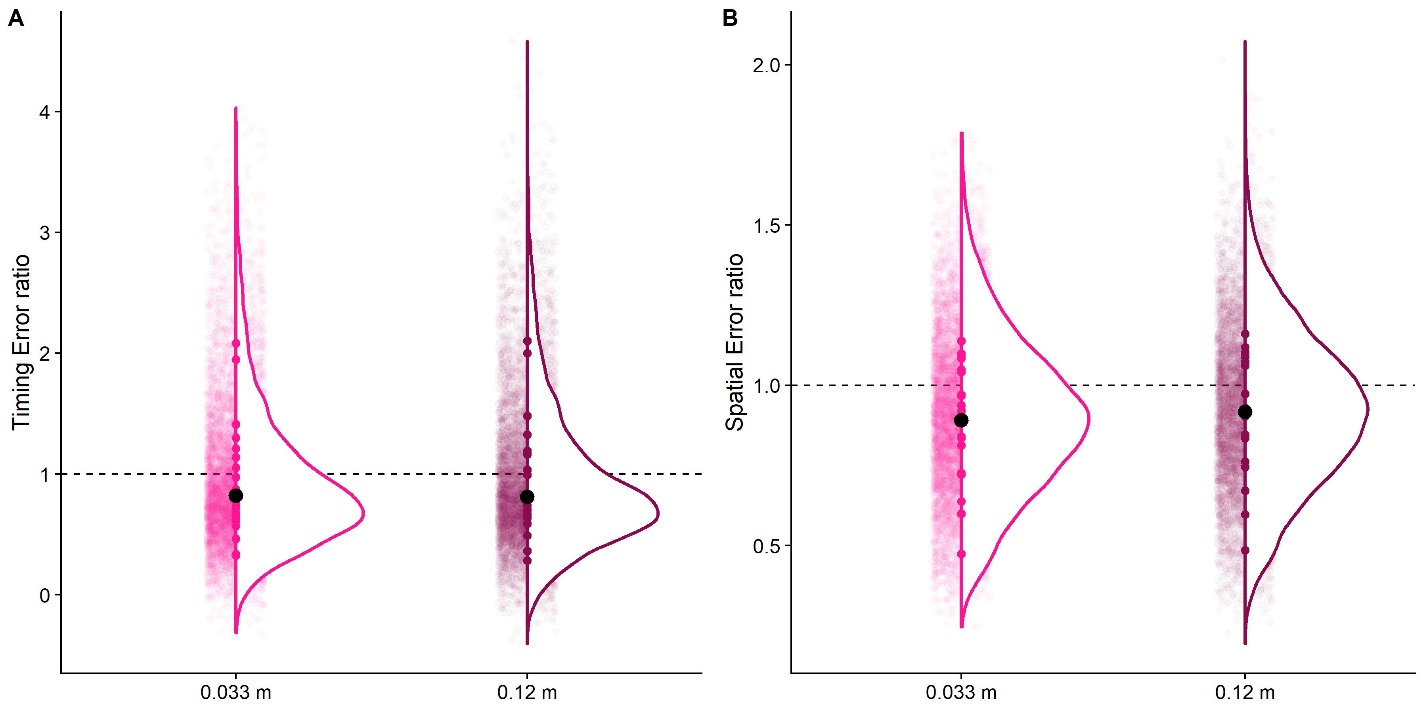 A
Timing Error ratio
4
3
2
1
0
0.033 m
0.12 m
B
Spatial Error ratio
2.0
1.5
1.0
0.5
0.033 m
0.12 m